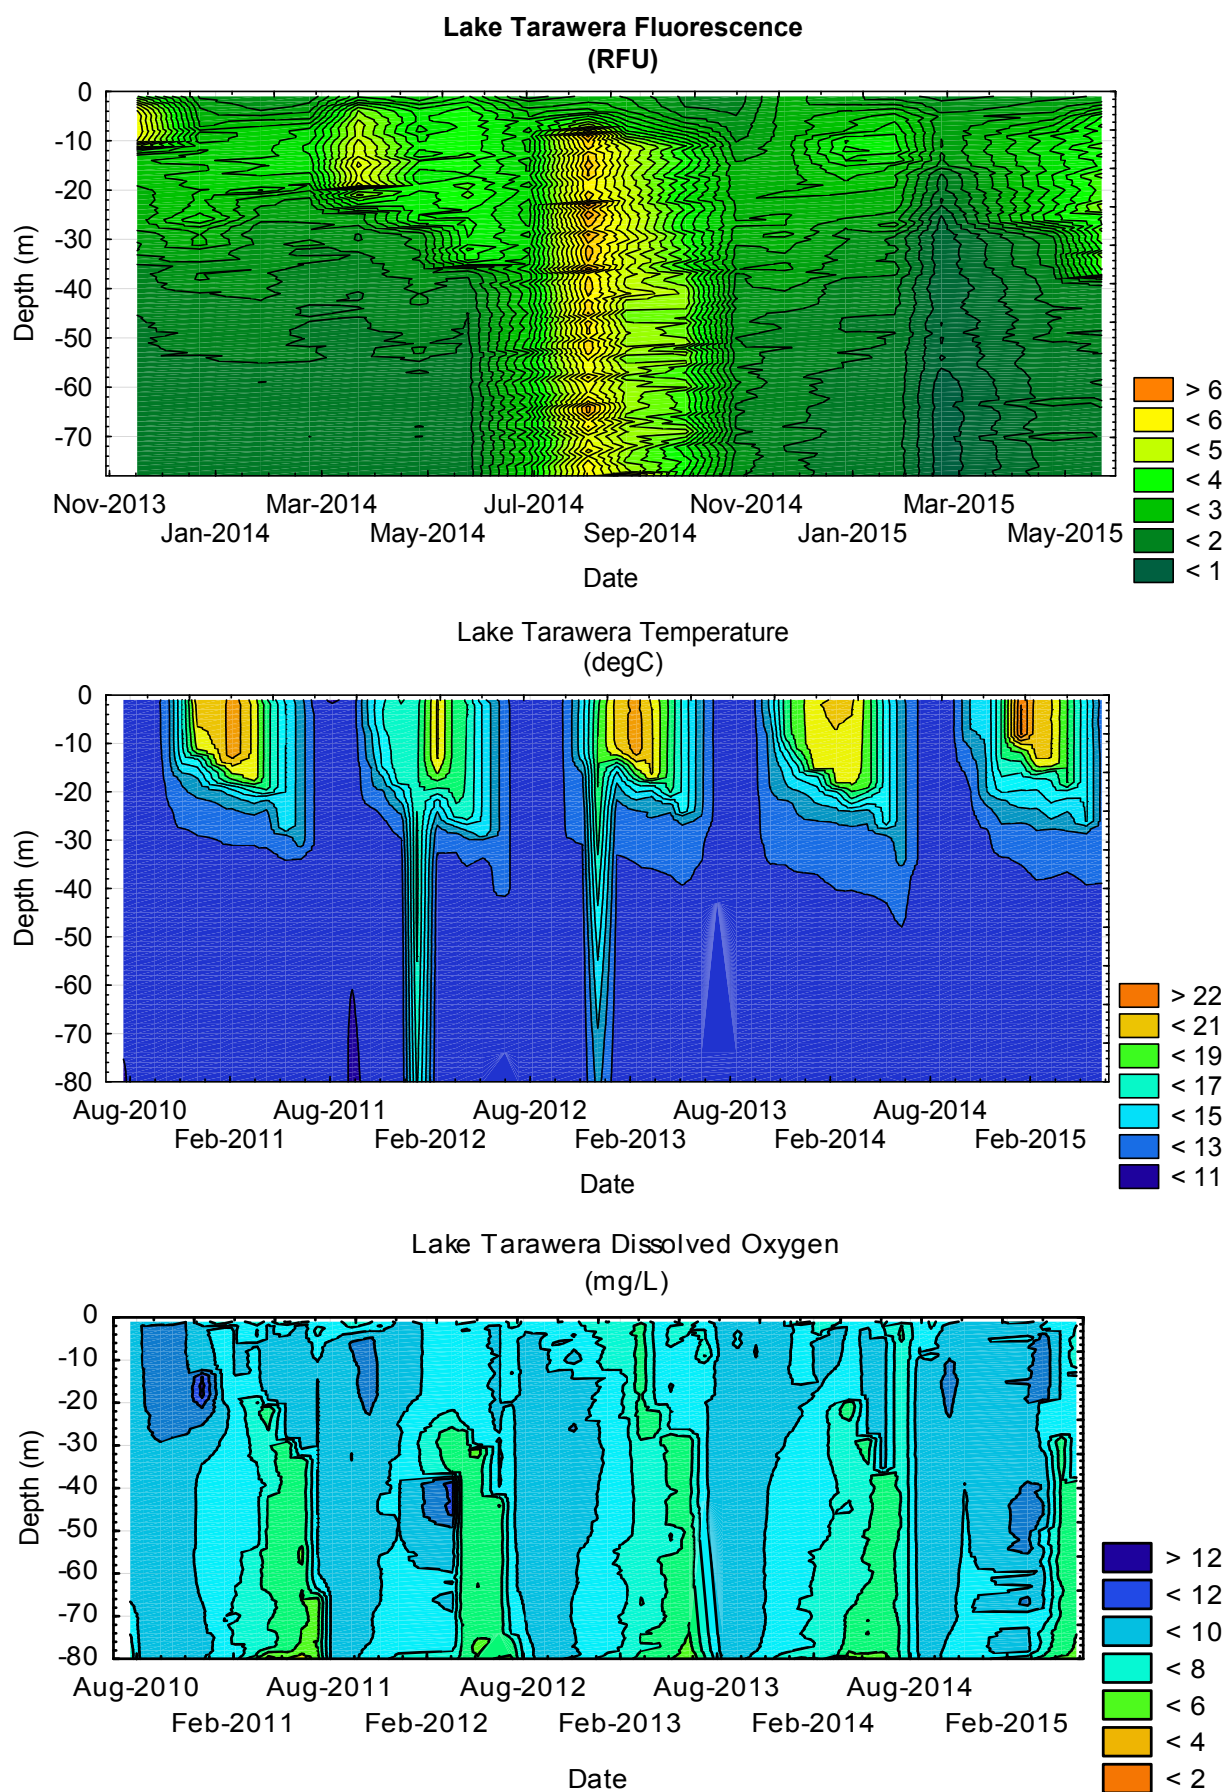 Lake Tarawera Fluorescence
(RFU)
0
-10
-20
-30
-40
-50
-60
-70
Depth (m)
Nov-2013 Mar-2014 Jul-2014 Nov-2014 Mar-2015
Jan-2014 May-2014 Sep-2014 Jan-2015 May-2015
Date
> 6
< 6
< 5
< 4
< 3
< 2
< 1
Lake Tarawera Temperature
(degC)
0
-10
-20
-30
-40
-50
-60
-70
-80
Depth (m)
Aug-2010 Aug-2011 Aug-2012 Aug-2013 Aug-2014
Feb-2011 Feb-2012 Feb-2013 Feb-2014 Feb-2015
Date
> 22
< 21
< 19
< 17
< 15
< 13
< 11
Lake Tarawera Dissolved Oxygen
(mg/L)
0
-10
-20
-30
-40
-50
-60
-70
-80
Depth (m)
Aug-2010 Aug-2011 Aug-2012 Aug-2013 Aug-2014
Feb-2011 Feb-2012 Feb-2013 Feb-2014 Feb-2015
Date
> 12
< 12
< 10
< 8
< 6
< 4
< 2